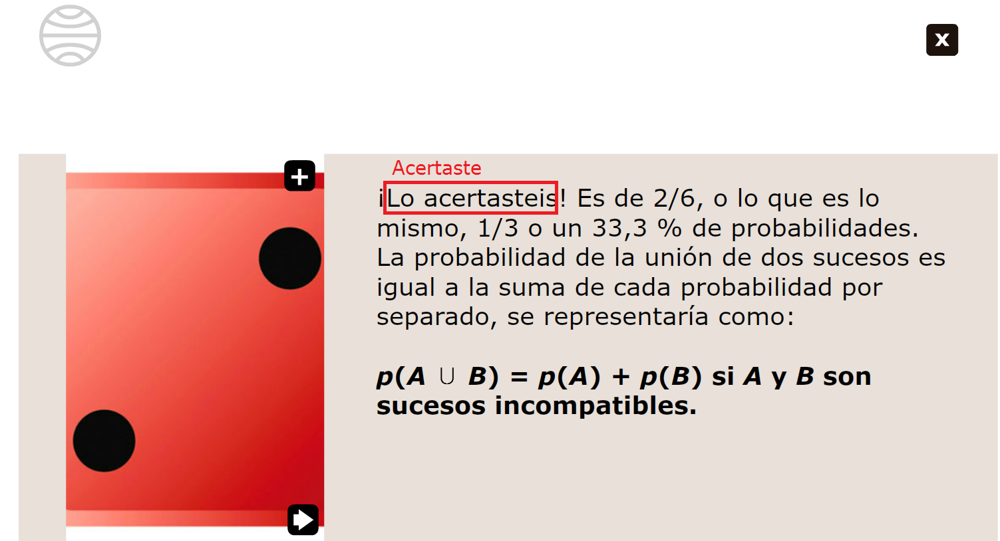 x
+
Acertaste
¡Lo acertasteis! Es de 2/6, o lo que es lo
mismo, 1/3 o un 33,3 % de probabilidades.
La probabilidad de la unión de dos sucesos es
igual a la suma de cada probabilidad por
separado, se representaría como:
p(A ∪ B) = p(A) + p(B) si A y B son
sucesos incompatibles.